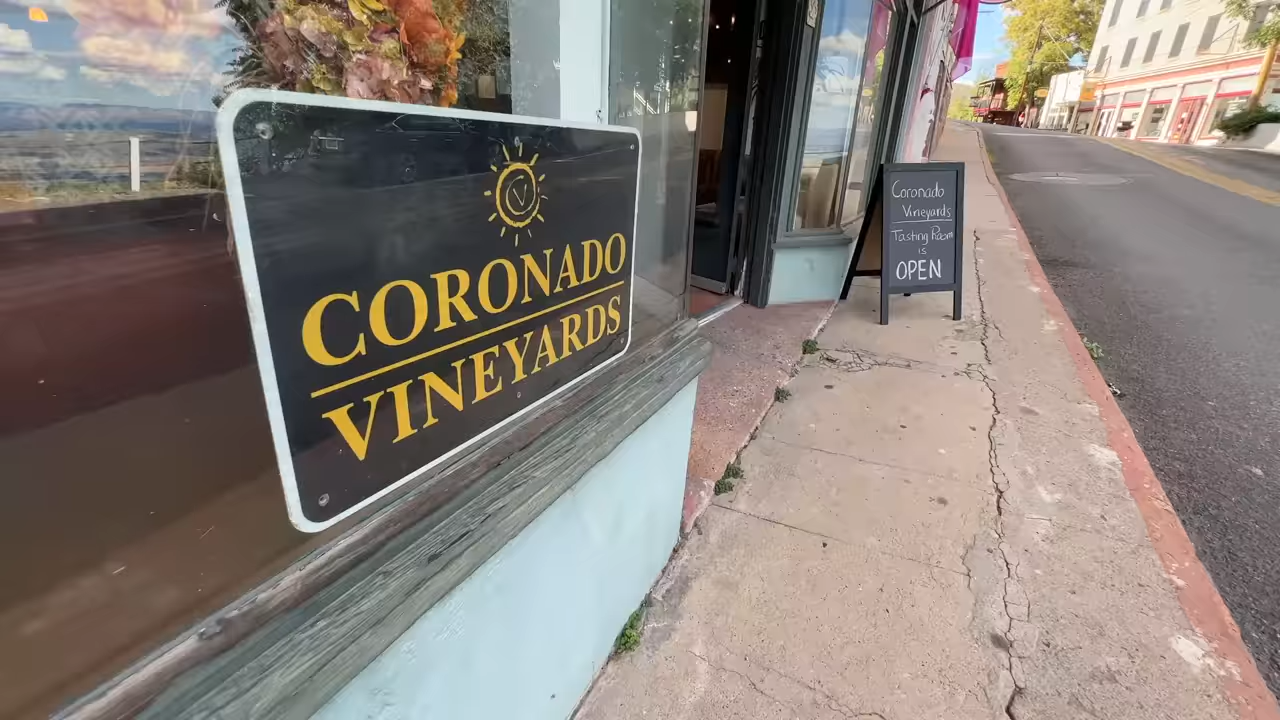 V
CORONADO
VINEYARDS
Coronado
Vineyards
Tasting Room
is
OPEN